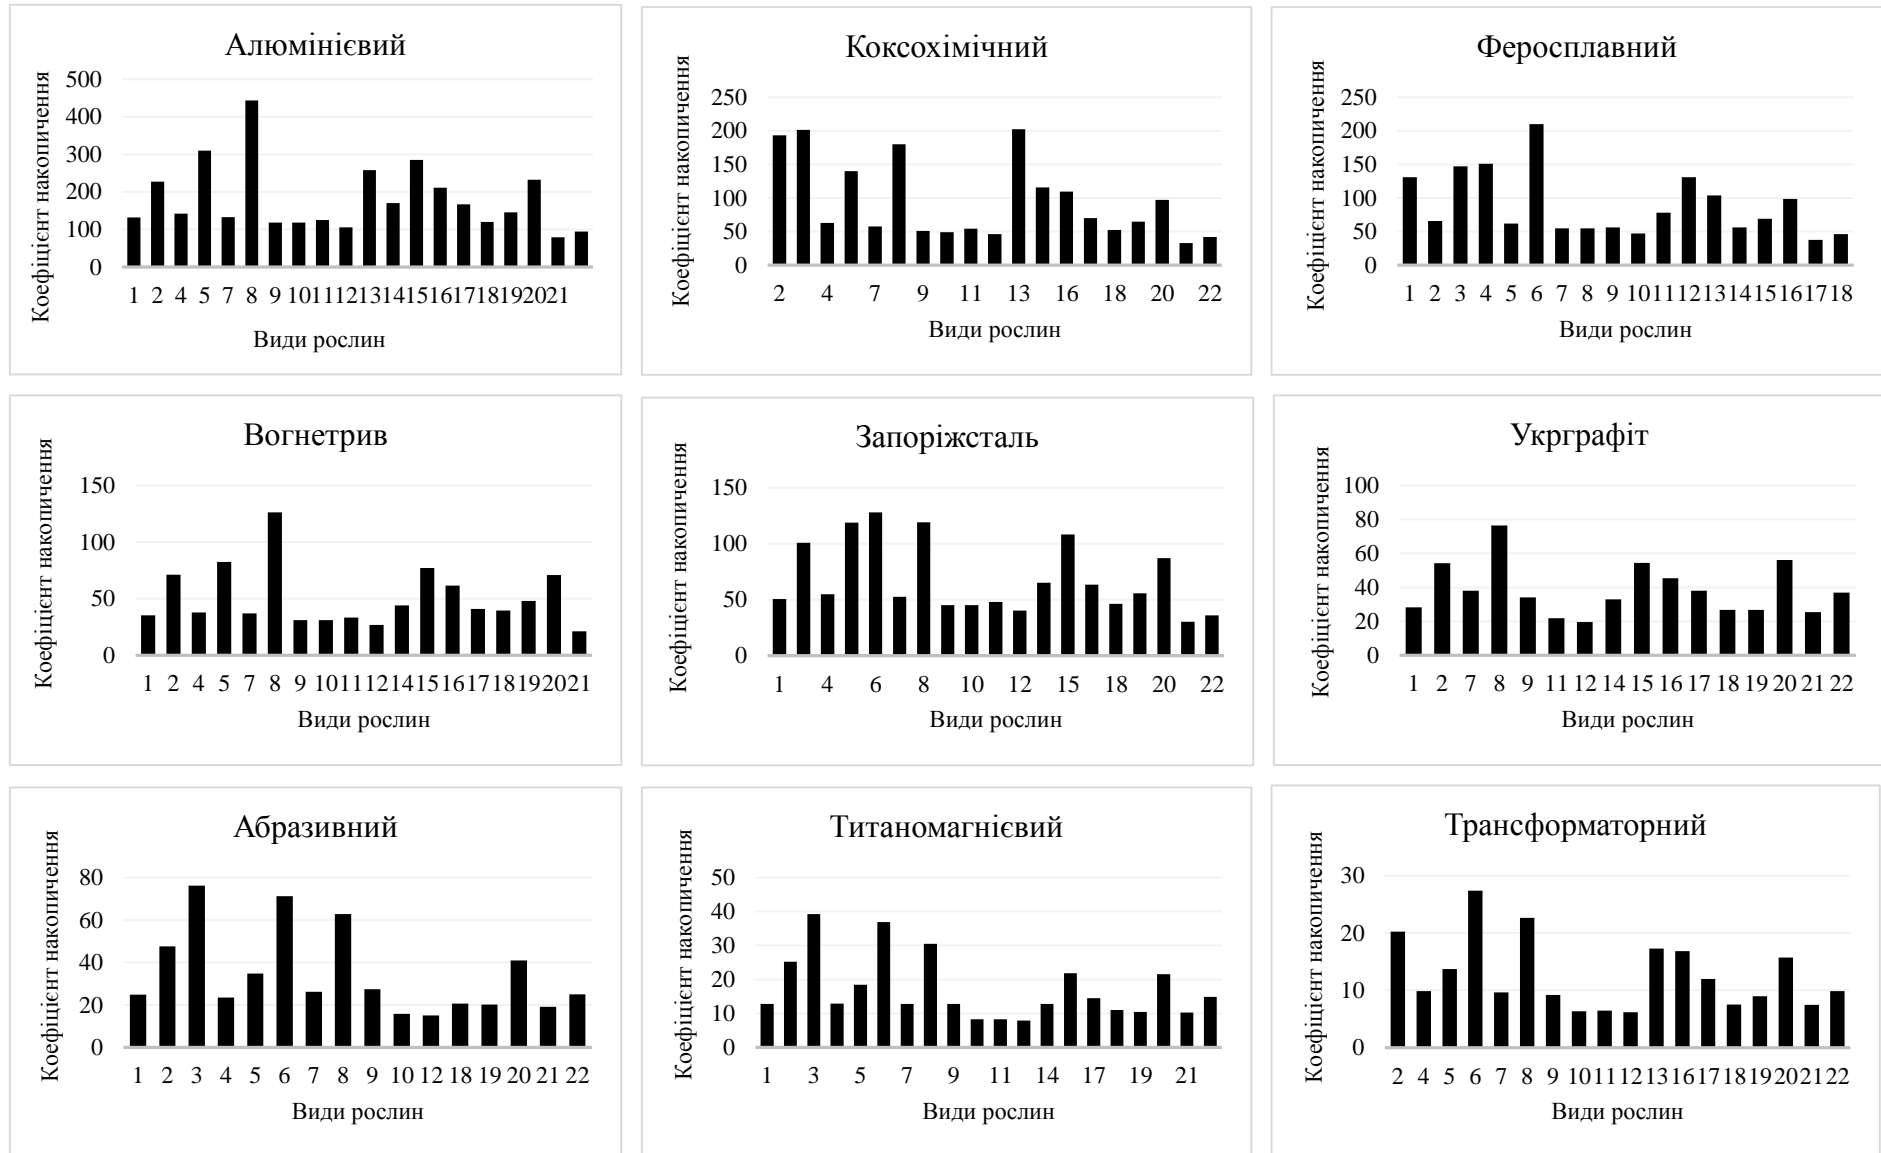 Алюмінієвий
Коефіцієнт накопичення
500
400
300
200
100
0
1 2 4 5 7 8 9 10 11 12 13 14 15 16 17 18 19 20 21
Види рослин
Коксохімічний
Коефіцієнт накопичення
250
200
150
100
50
0
2 4 7 9 11 13 16 18 20 22
Види рослин
Феросплавний
Коефіцієнт накопичення
250
200
150
100
50
0
1 2 3 4 5 6 7 8 9 10 11 12 13 14 15 16 17 18
Види рослин
Вогнетрив
Коефіцієнт накопичення
150
100
50
0
1 2 4 5 7 8 9 10 11 12 14 15 16 17 18 19 20 21
Види рослин
Запоріжсталь
Коефіцієнт накопичення
150
100
50
0
1 4 6 8 10 12 15 18 20 22
Види рослин
Укрграфіт
Коефіцієнт накопичення
100
80
60
40
20
0
1 2 7 8 9 11 12 14 15 16 17 18 19 20 21 22
Види рослин
Абразивний
Коефіцієнт накопичення
80
60
40
20
0
1 2 3 4 5 6 7 8 9 10 12 18 19 20 21 22
Види рослин
Титаномагнієвий
Коефіцієнт накопичення
50
40
30
20
10
0
1 3 5 7 9 11 14 17 19 21
Види рослин
Трансформаторний
Коефіцієнт накопичення
30
20
10
0
2 4 5 6 7 8 9 10 11 12 13 16 17 18 19 20 21 22
Види рослин